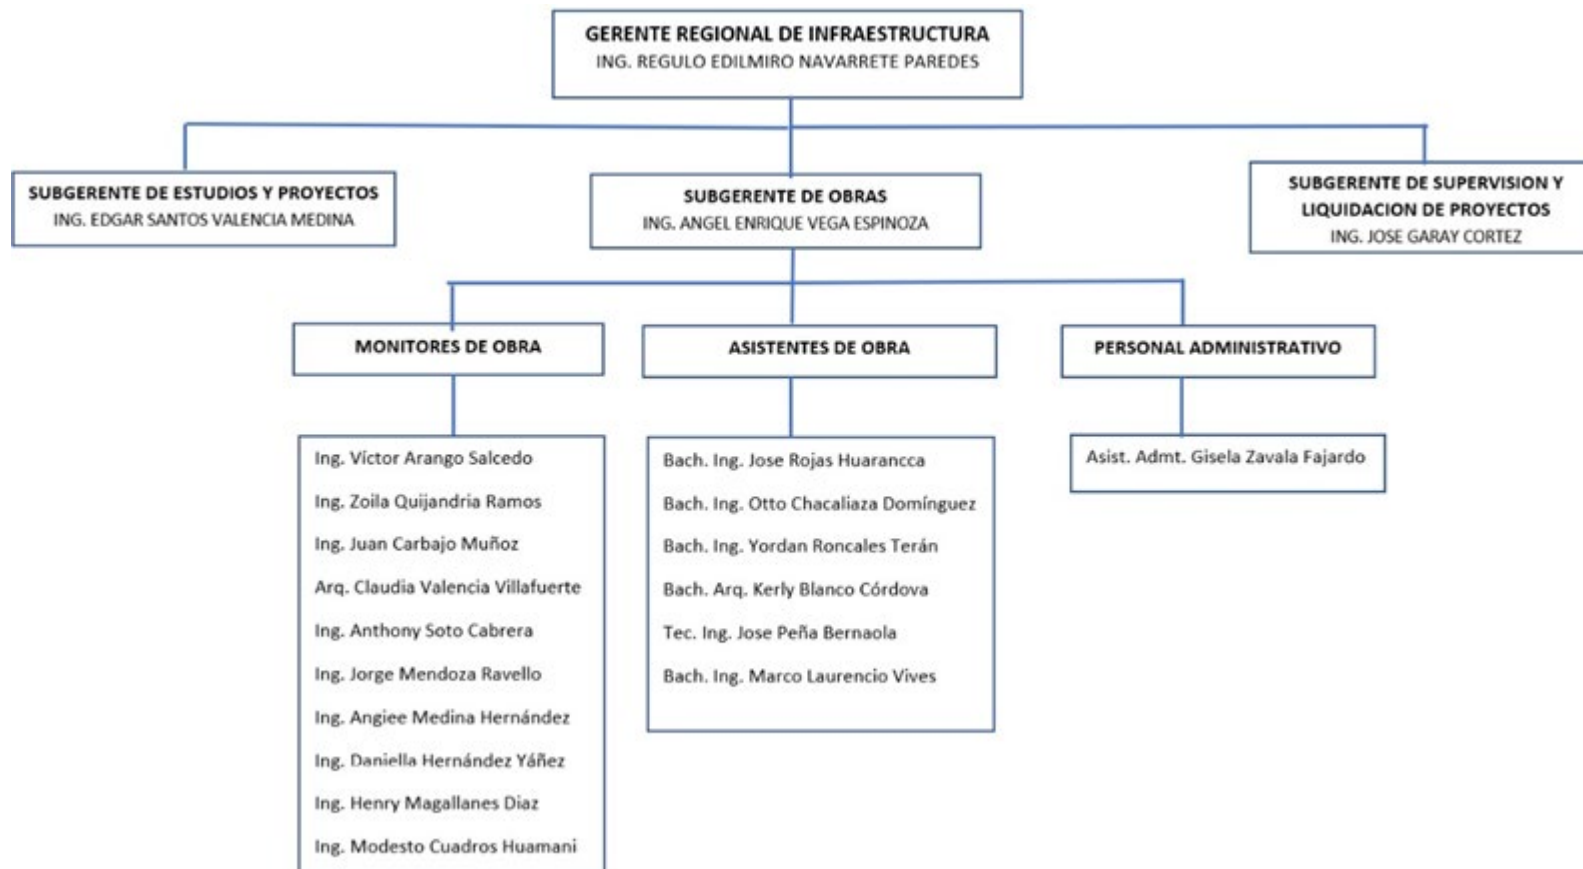 GERENTE REGIONAL DE INFRAESTRUCTURA
ING. REGULO EDILMIRO NAVARRETE PAREDES
SUBGERENTE DE ESTUDIOS Y PROYECTOS
ING. EDGAR SANTOS VALENCIA MEDINA
SUBGERENTE DE OBRAS
ING. ANGEL ENRIQUE VEGA ESPINOZA
SUBGERENTE DE SUPERVISION Y
LIQUIDACION DE PROYECTOS
ING. JOSE GARAY CORTEZ
MONITORES DE OBRA
ASISTENTES DE OBRA
PERSONAL ADMINISTRATIVO
Ing. Víctor Arango Salcedo
Ing. Zoila Quijandria Ramos
Ing. Juan Carbajo Muñoz
Arq. Claudia Valencia Villafuerte
Ing. Anthony Soto Cabrera
Ing. Jorge Mendoza Ravello
Ing. Angiee Medina Hernández
Ing. Daniella Hernández Yáñez
Ing. Henry Magallanes Diaz
Ing. Modesto Cuadros Huamani
Bach. Ing. Jose Rojas Huarancca
Bach. Ing. Otto Chacaliaza Domínguez
Bach. Ing. Yordan Roncales Terán
Bach. Arq. Kerly Blanco Córdova
Tec. Ing. Jose Peña Bernaola
Bach. Ing. Marco Laurencio Vives
Asist. Admt. Gisela Zavala Fajardo